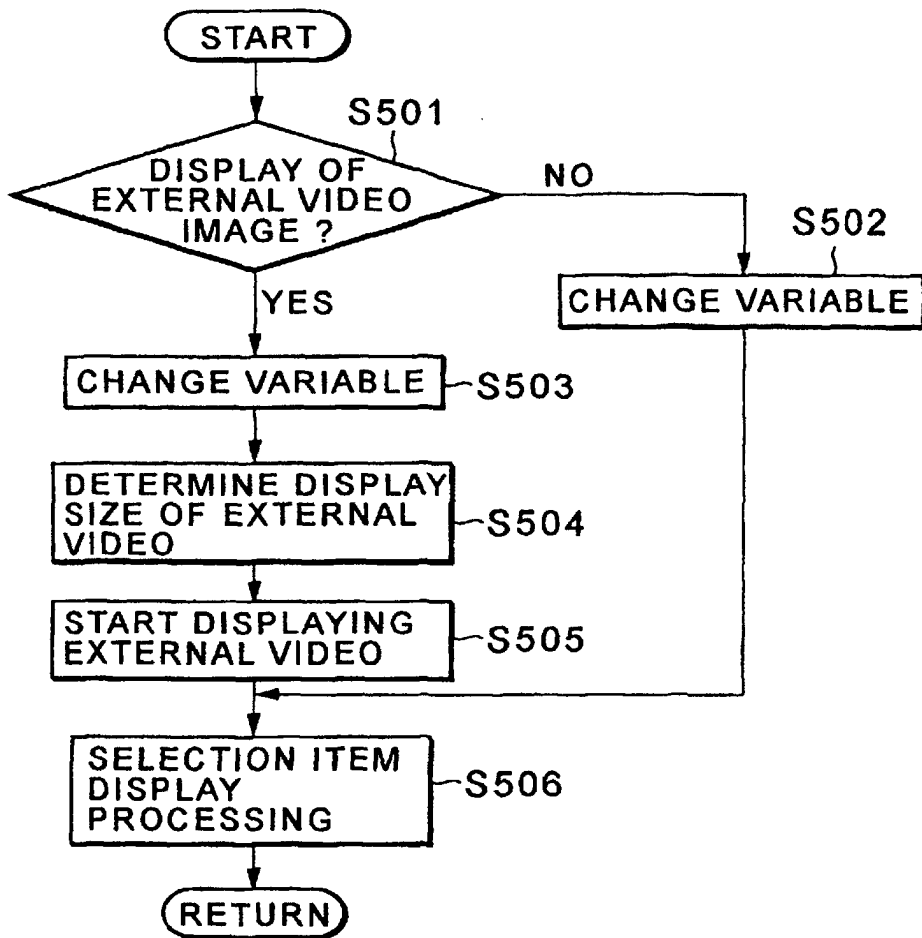 START
S501
DISPLAY OF
EXTERNAL VIDEO
IMAGE ?
NO
S502
CHANGE VARIABLE
YES
CHANGE VARIABLE
S503
DETERMINE DISPLAY
SIZE OF EXTERNAL
VIDEO
S504
START DISPLAYING
EXTERNAL VIDEO
S505
SELECTION ITEM
DISPLAY
PROCESSING
S506
RETURN